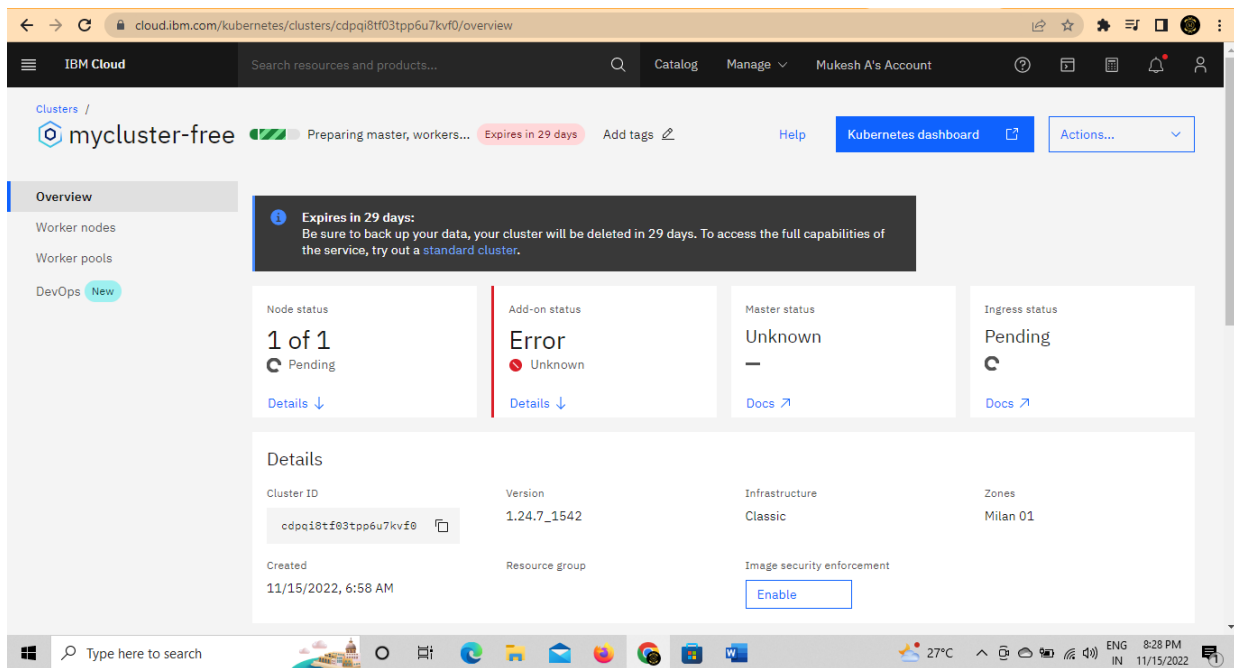 cloud.ibm.com/kubernetes/clusters/cdpqi8tf03tpp6u7kvf0/overview
IBM Cloud
Search resources and products...
Catalog
Manage
Mukesh A's Account
Clusters /
mycluster-free
Preparing master, workers...
Expires in 29 days
Add tags
Help
Kubernetes dashboard
Actions...
Overview
Worker nodes
Worker pools
DevOps New
Expires in 29 days:
Be sure to back up your data, your cluster will be deleted in 29 days. To access the full capabilities of
the service, try out a standard cluster.
Node status
1 of 1
Pending
Details
Add-on status
Error
Unknown
Details
Master status
Unknown
Docs
Ingress status
Pending
Docs
Details
Cluster ID
cdpqi8tf03tpp6u7kvf0
Version
1.24.7_1542
Infrastructure
Classic
Zones
Milan 01
Created
11/15/2022, 6:58 AM
Resource group
Image security enforcement
Enable
Type here to search
27°C
ENG
IN
8:28 PM
11/15/2022